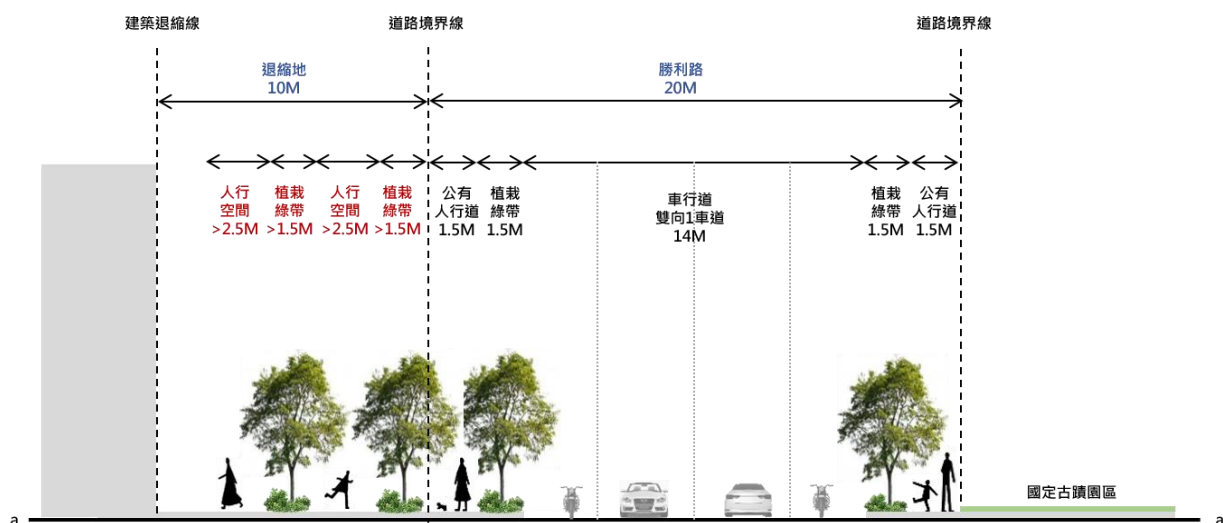 建築退縮線
道路境界線
道路境界線
退縮地
10M
勝利路
20M
人行
空間
>2.5M
植栽
綠帶
>1.5M
人行
空間
>2.5M
植栽
綠帶
>1.5M
公有
人行道
1.5M
植栽
綠帶
1.5M
車行道
雙向1車道
14M
植栽
綠帶
1.5M
公有
人行道
1.5M
國定古蹟園區
a
a